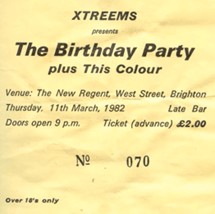 XTREEMS
presents
The Birthday Party
plus This Colour
Venue: The New Regent, West Street, Brighton
Thursday, 11th March, 1982 Late Bar
Doors open 9 p.m. Ticket (advance) £2.00
No 070
Over 18's only